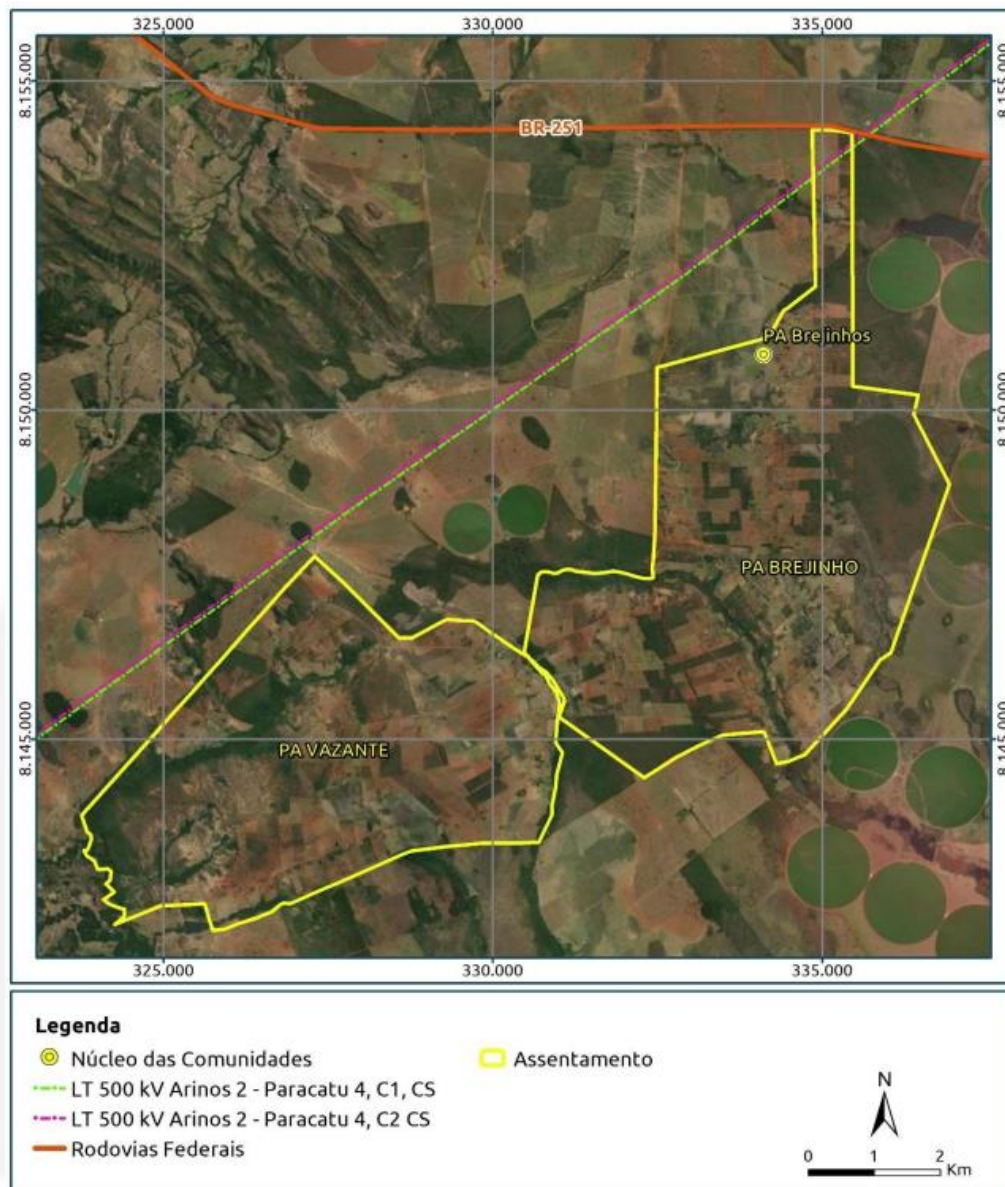 325.000 330.000 335.000
8.155.000 8.155.000
BR-251
PA Brejinhos
8.150.000 8.150.000
PA BREJINHO
8.145.000 8.145.000
PA VAZANTE
325.000 330.000 335.000
Legenda
Núcleo das Comunidades
LT 500 kV Arinos 2 - Paracatu 4, C1, CS
LT 500 kV Arinos 2 - Paracatu 4, C2 CS
Rodovias Federais
Assentamento
N
0 1 2
Km